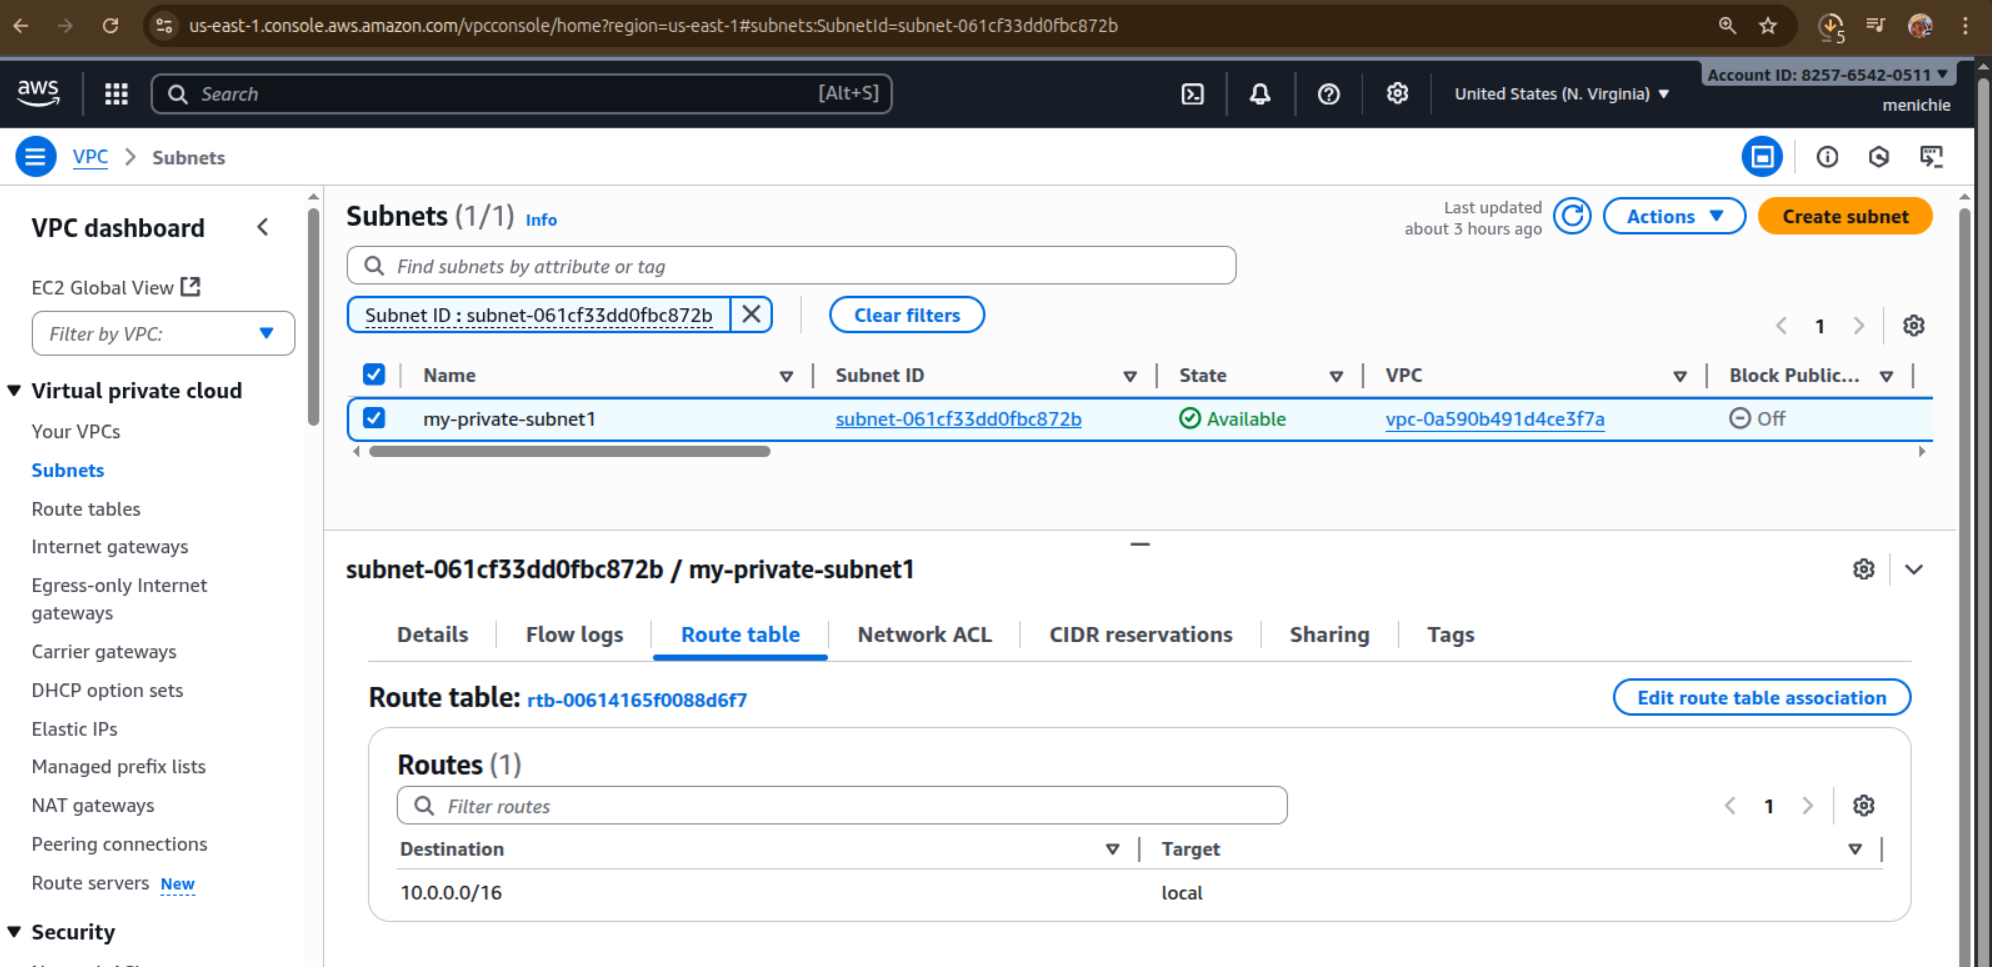 us-east-1.console.aws.amazon.com/vpcconsole/home?region=us-east-1#subnets:SubnetId=subnet-061cf33dd0fbc872b
5
aws
Search
[Alt+S]
United States (N. Virginia)
Account ID: 8257-6542-0511
menichie
VPC
Subnets
VPC dashboard
EC2 Global View
Filter by VPC:
Virtual private cloud
Your VPCs
Subnets
Route tables
Internet gateways
Egress-only Internet
gateways
Carrier gateways
DHCP option sets
Elastic IPs
Managed prefix lists
NAT gateways
Peering connections
Route servers New
Security
Subnets (1/1) Info
Last updated
about 3 hours ago
Actions
Create subnet
Find subnets by attribute or tag
Subnet ID : subnet-061cf33dd0fbc872b
Clear filters
1
Name Subnet ID State VPC Block Public...
my-private-subnet1 subnet-061cf33dd0fbc872b Available vpc-0a590b491d4ce3f7a Off
subnet-061cf33dd0fbc872b / my-private-subnet1
Details Flow logs Route table Network ACL CIDR reservations Sharing Tags
Route table: rtb-00614165f0088d6f7
Edit route table association
Routes (1)
Filter routes
1
Destination Target
10.0.0.0/16 local